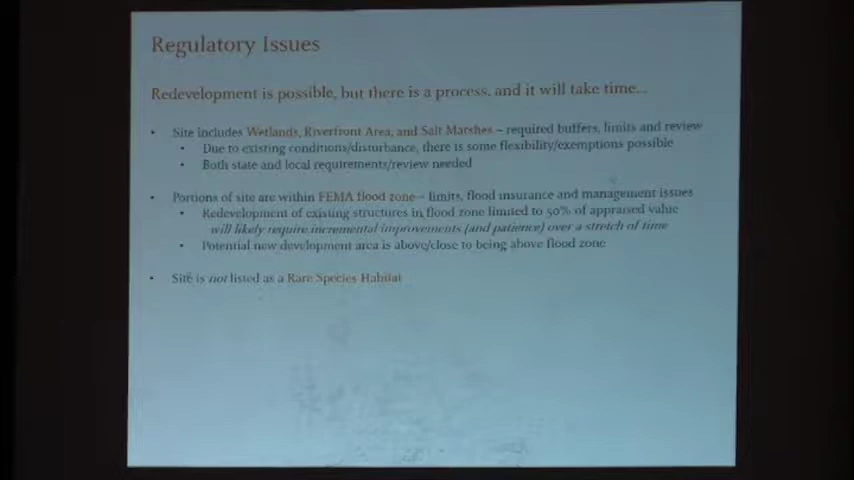 Regulatory Issues
Redevelopment is possible, but there is a process, and it will take time...
• Site includes Wetlands, Riverfront Area, and Salt Marshes – required buffers, limits and review
• Due to existing conditions/disturbance, there is some flexibility/exemptions possible
• Both state and local requirements/review needed
• Portions of site are within FEMA flood zone – limits, flood insurance and management issues
• Redevelopment of existing structures in flood zone limited to 50% of appraised value
will likely require incremental improvements (and patience) over a stretch of time
• Potential new development area is above/close to being above flood zone
• Site is not listed as a Rare Species Habitat